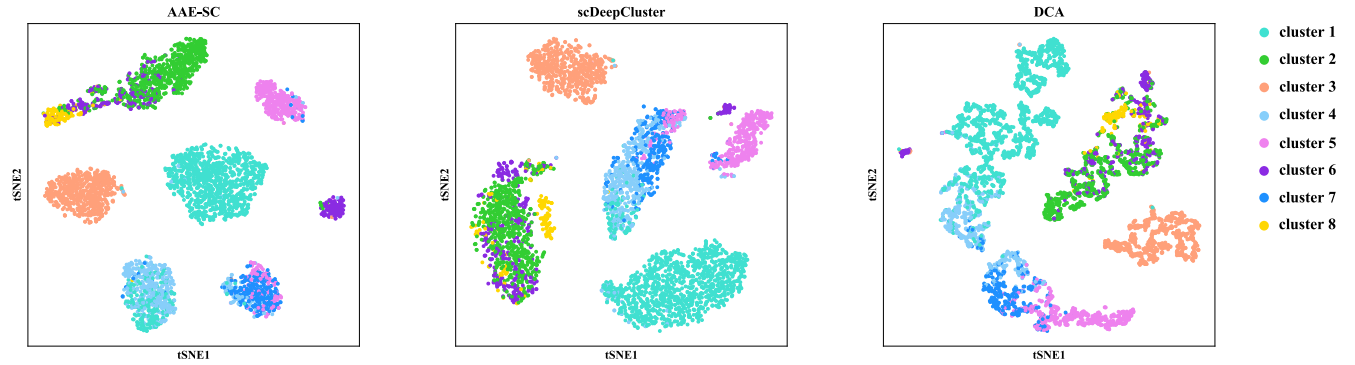 AAE-SC
tSNE2
tSNE1
scDeepCluster
tSNE2
tSNE1
DCA
tSNE2
tSNE1
cluster 1
cluster 2
cluster 3
cluster 4
cluster 5
cluster 6
cluster 7
cluster 8